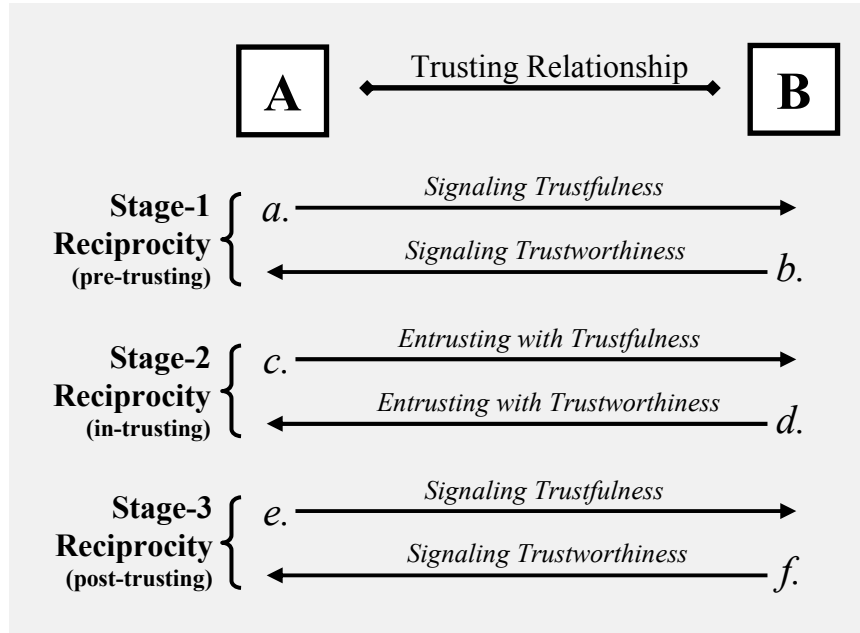 Trusting Relationship
A
B
Stage-1
Reciprocity
(pre-trusting)
a.
Signaling Trustfulness
Signaling Trustworthiness
b.
Stage-2
Reciprocity
(in-trusting)
c.
Entrusting with Trustfulness
Entrusting with Trustworthiness
d.
Stage-3
Reciprocity
(post-trusting)
e.
Signaling Trustfulness
Signaling Trustworthiness
f.